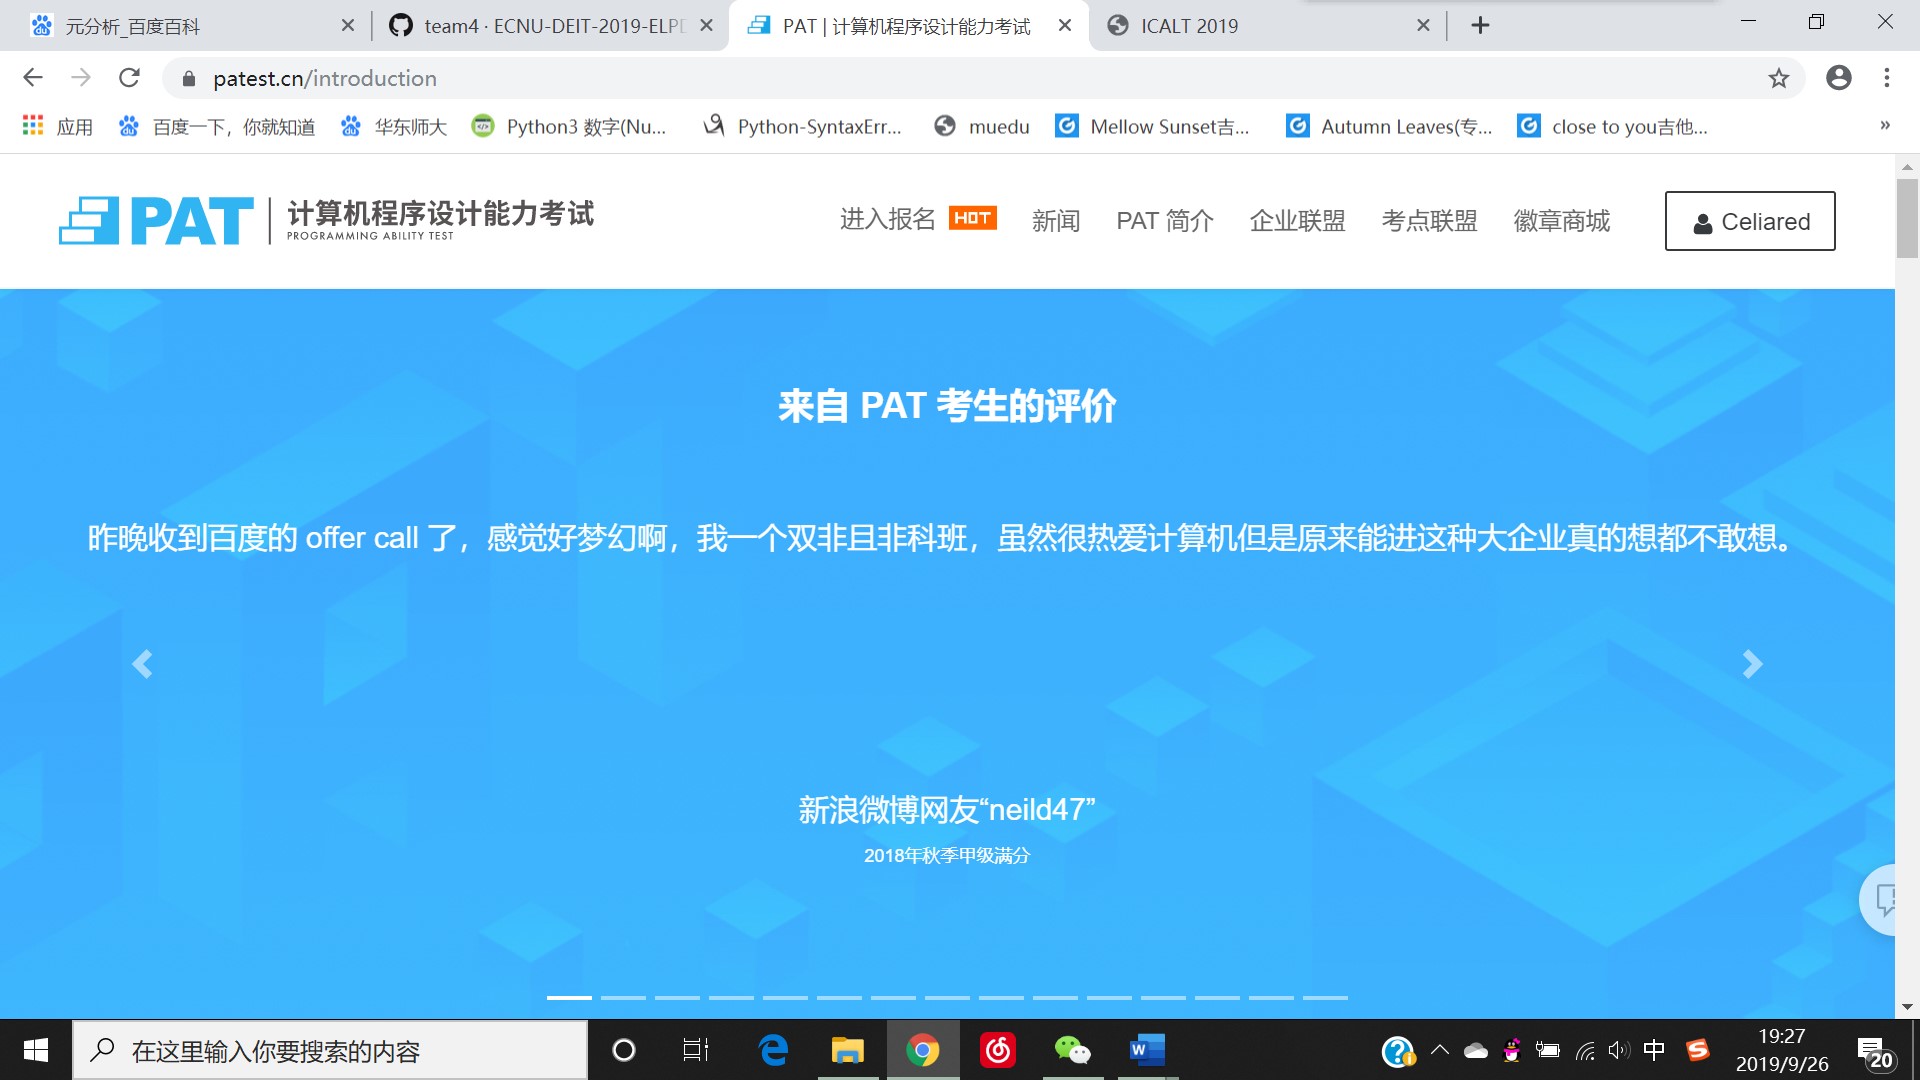 元分析_百度百科
team4 · ECNU-DEIT-2019-ELPD
PAT | 计算机程序设计能力考试
ICALT 2019
patest.cn/introduction
应用
百度一下，你就知道
华东师大
Python3 数字(Nu...
Python-SyntaxErr...
muedu
Mellow Sunset吉...
Autumn Leaves(专...
close to you吉他...
»
PAT
计算机程序设计能力考试
PROGRAMMING ABILITY TEST
进入报名 HOT
新闻
PAT 简介
企业联盟
考点联盟
徽章商城
Celiared
来自 PAT 考生的评价
昨晚收到百度的 offer call 了，感觉好梦幻啊，我一个双非且非科班，虽然很热爱计算机但是原来能进这种大企业真的想都不敢想。
新浪微博网友“neild47”
2018年秋季甲级满分
在这里输入你要搜索的内容
中
19:27
2019/9/26
20